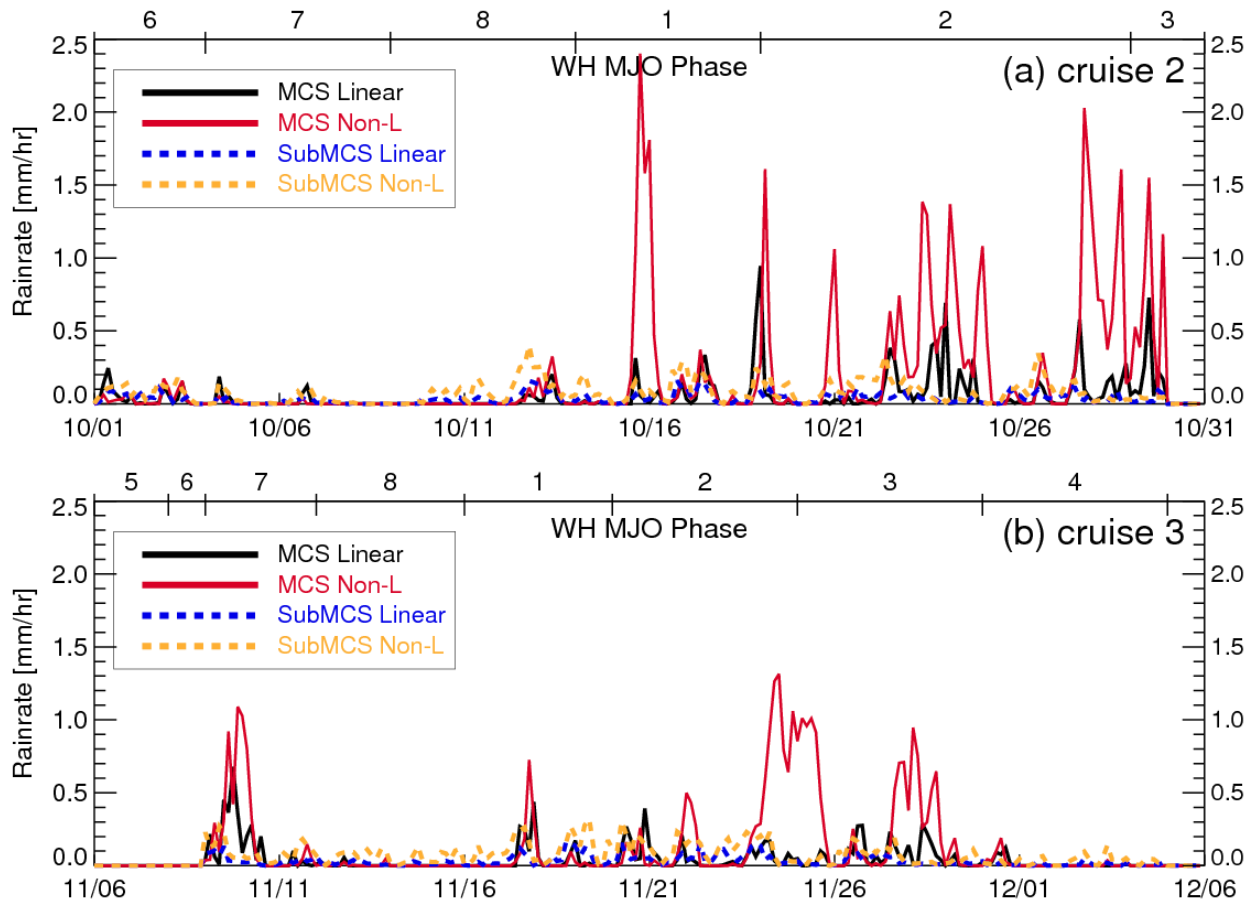 6 7 8 1 2 3
WH MJO Phase
(a) cruise 2
MCS Linear
MCS Non-L
SubMCS Linear
SubMCS Non-L
Rainrate [mm/hr]
2.5 2.5
2.0 2.0
1.5 1.5
1.0 1.0
0.5 0.5
0.0 0.0
10/01 10/06 10/11 10/16 10/21 10/26 10/31
5 6 7 8 1 2 3 4
WH MJO Phase
(b) cruise 3
MCS Linear
MCS Non-L
SubMCS Linear
SubMCS Non-L
Rainrate [mm/hr]
2.5 2.5
2.0 2.0
1.5 1.5
1.0 1.0
0.5 0.5
0.0 0.0
11/06 11/11 11/16 11/21 11/26 12/01 12/06